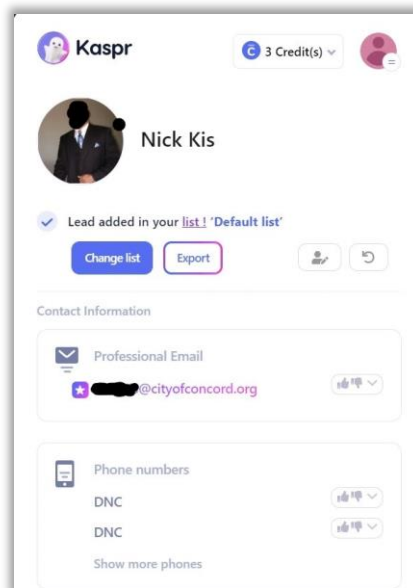 Kaspr
3 Credit(s)
Nick Kis
Lead added in your list ! 'Default list'
Change list
Export
Contact Information
Professional Email
@cityofconcord.org
Phone numbers
DNC
DNC
Show more phones